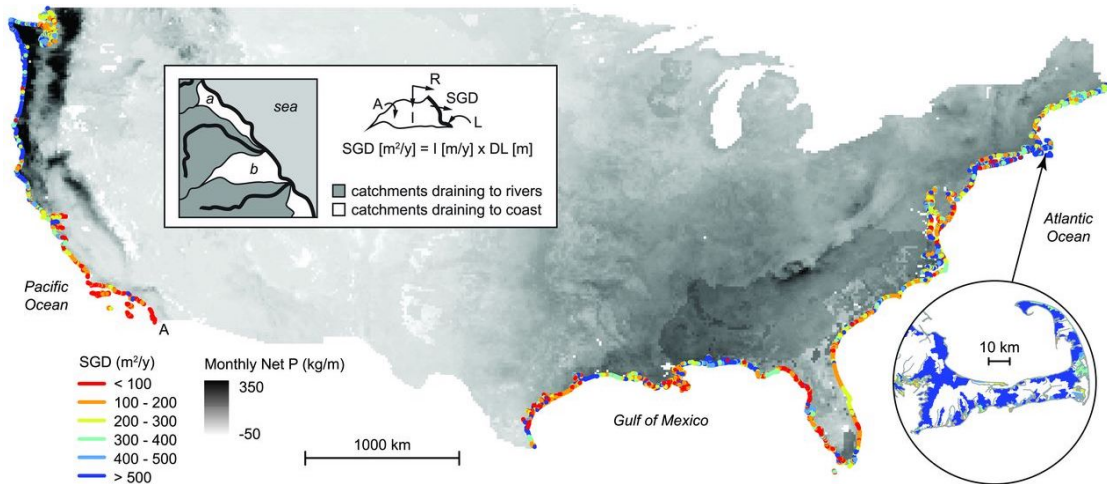 a
sea
b
A
R
SGD
I
L
SGD [m²/y] = I [m/y] x DL [m]
catchments draining to rivers
catchments draining to coast
Pacific
Ocean
A
Atlantic
Ocean
10 km
Gulf of Mexico
SGD (m²/y)
< 100
100 - 200
200 - 300
300 - 400
400 - 500
> 500
Monthly Net P (kg/m)
350
-50
1000 km